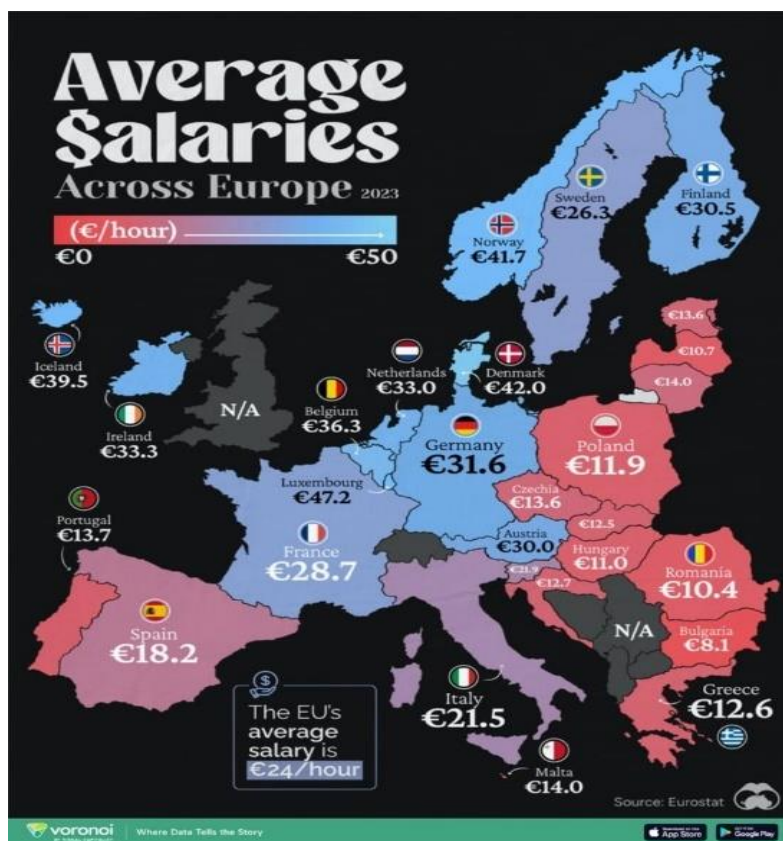 Average
$alaries
Across Europe 2023
(€/hour)
€0
€50
Sweden
€26.3
Finland
€30.5
Norway
€41.7
Iceland
€39.5
Ireland
€33.3
N/A
Netherlands
€33.0
Denmark
€42.0
Belgium
€36.3
€13.6
€10.7
€14.0
Germany
€31.6
Poland
€11.9
Luxembourg
€47.2
Czechia
€13.6
€12.5
Portugal
€13.7
France
€28.7
Austria
€30.0
Hungary
€11.0
€21.9
€12.7
Romania
€10.4
Spain
€18.2
N/A
Bulgaria
€8.1
Italy
€21.5
Greece
€12.6
$
The EU's
average
salary is
€24/hour
Malta
€14.0
Source: Eurostat
voronoi
Where Data Tells the Story
App Store
Google Play